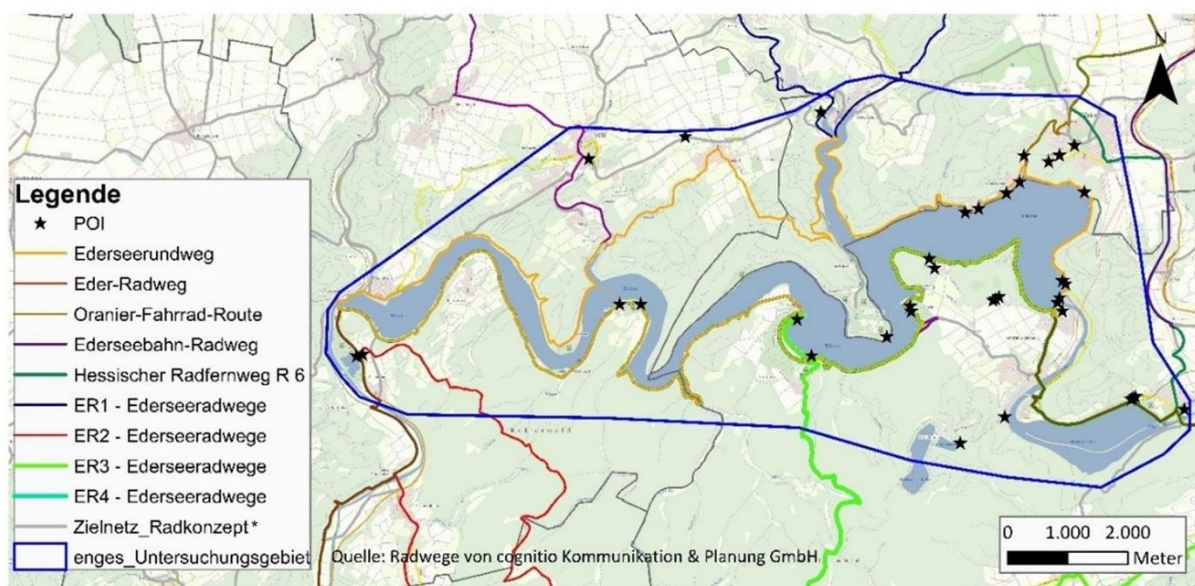 N
Legende
POI
Ederseerundweg
Eder-Radweg
Oranier-Fahrrad-Route
Ederseebahn-Radweg
Hessischer Radfernweg R 6
ER1 - Ederseeradwege
ER2 - Ederseeradwege
ER3 - Ederseeradwege
ER4 - Ederseeradwege
Zielnetz_Radkonzept*
enges_Untersuchungsgebiet
Quelle: Radwege von cognitio Kommunikation & Planung GmbH
0 1.000 2.000
Meter